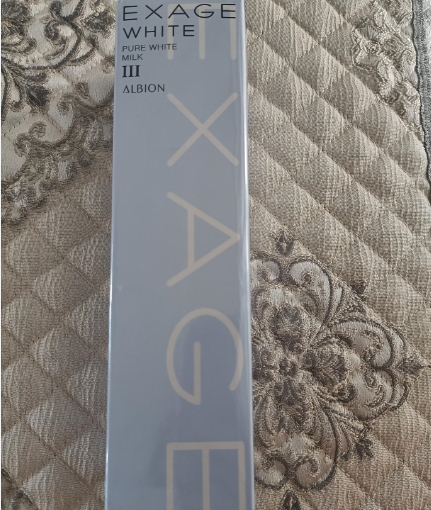 EXAGE
WHITE
PURE WHITE
MILK
III
ALBION
EXAGE